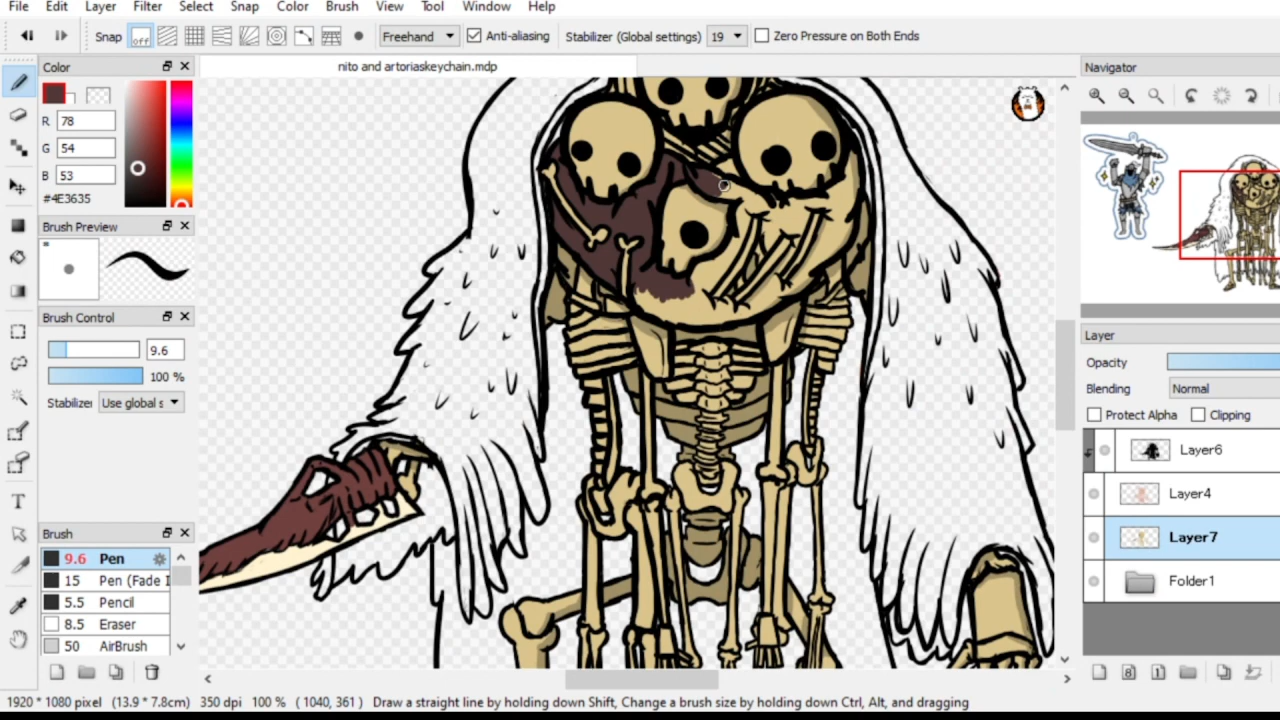 File Edit Layer Filter Select Snap Color Brush View Tool Window Help
Snap off Freehand Anti-aliasing Stabilizer (Global settings) 19 Zero Pressure on Both Ends
Color
nito and artoriaskeychain.mdp
Navigator
R 78
G 54
B 53
#4E3635
Brush Preview
Brush Control
9.6
100 %
Stabilizer Use global s
Layer
Opacity
Blending Normal
Protect Alpha Clipping
Layer6
Layer4
Layer7
Folder1
Brush
9.6 Pen
15 Pen (Fade I
5.5 Pencil
8.5 Eraser
50 AirBrush
1920 * 1080 pixel (13.9 * 7.8cm) 350 dpi 100 % ( 1040, 361 ) Draw a straight line by holding down Shift, Change a brush size by holding down Ctrl, Alt, and dragging